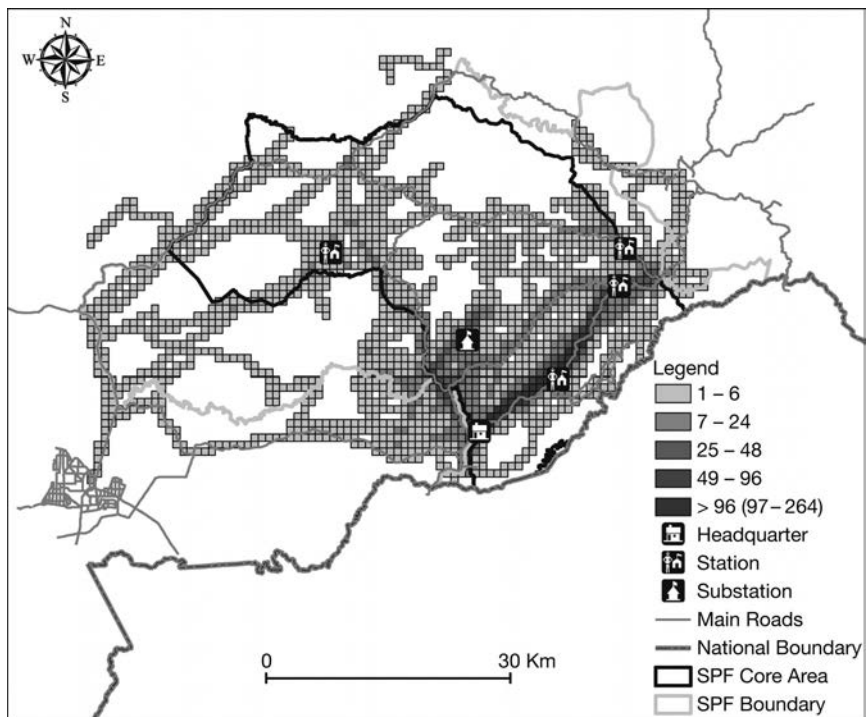 N
W E
S
Legend
1 – 6
7 – 24
25 – 48
49 – 96
> 96 (97 – 264)
Headquarter
Station
Substation
Main Roads
National Boundary
SPF Core Area
SPF Boundary
0 30 Km